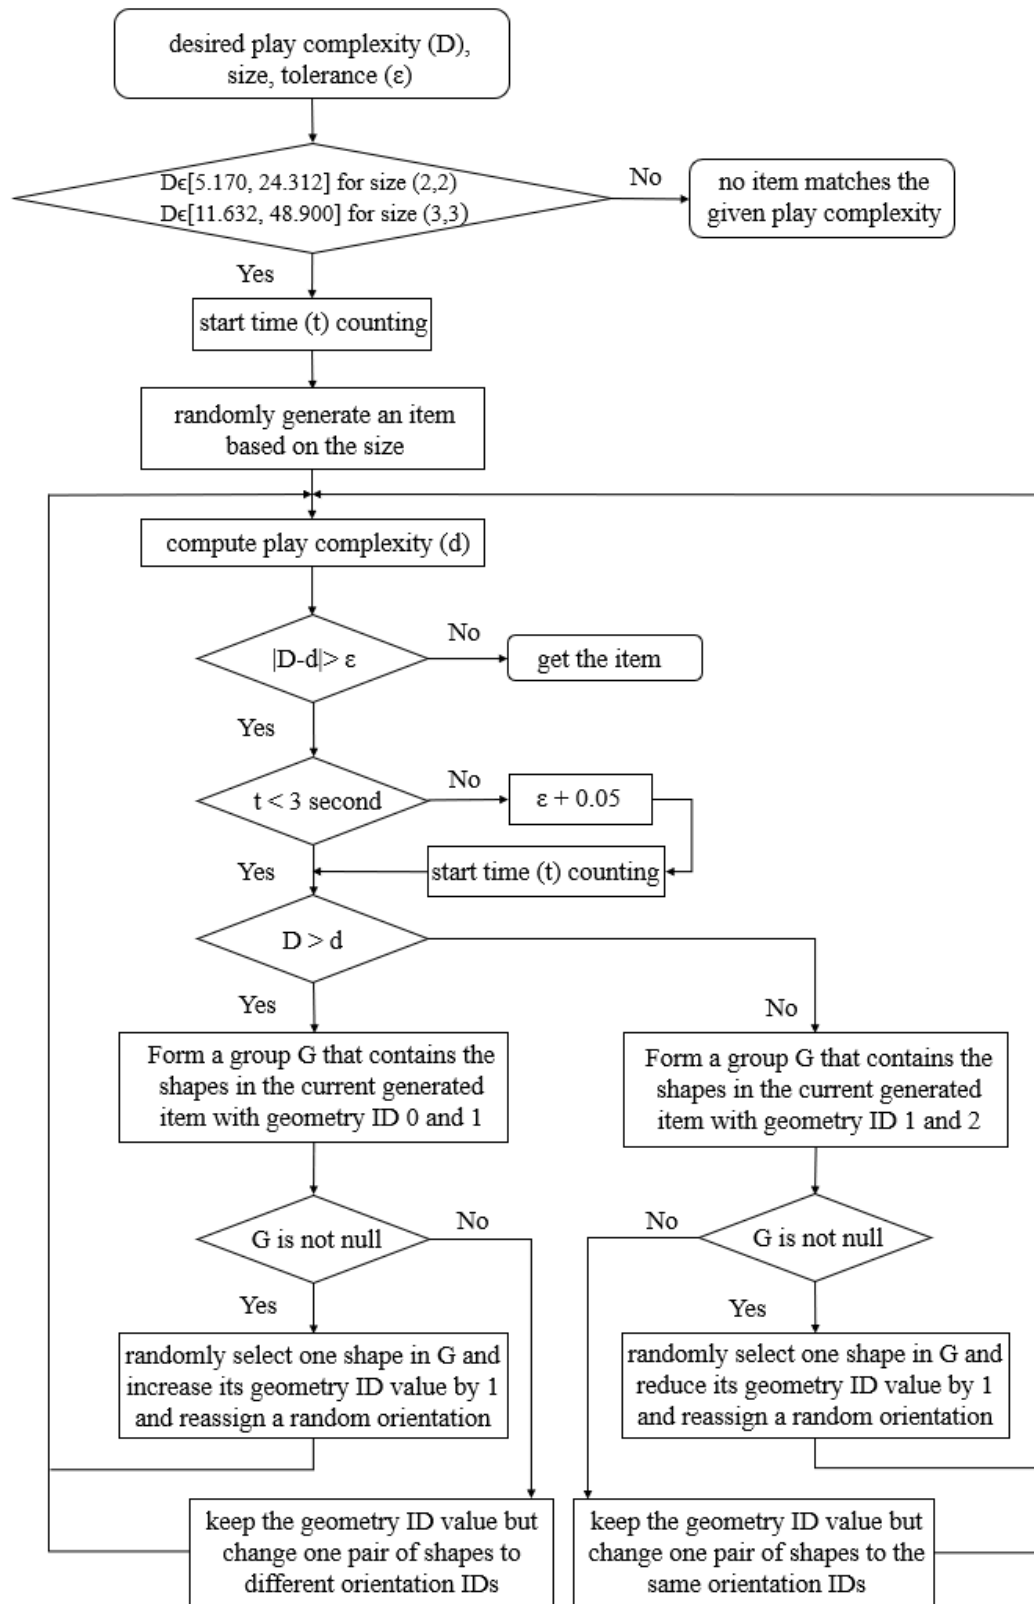 desired play complexity (D),
size, tolerance (ε)
Dϵ[5.170, 24.312] for size (2,2)
Dϵ[11.632, 48.900] for size (3,3)
No
no item matches the
given play complexity
Yes
start time (t) counting
randomly generate an item
based on the size
compute play complexity (d)
|D-d|> ε
No
get the item
Yes
t < 3 second
No
ε + 0.05
Yes
start time (t) counting
D > d
Yes
No
Form a group G that contains the
shapes in the current generated
item with geometry ID 0 and 1
Form a group G that contains the
shapes in the current generated
item with geometry ID 1 and 2
G is not null
No
No
G is not null
Yes
Yes
randomly select one shape in G and
increase its geometry ID value by 1
and reassign a random orientation
randomly select one shape in G and
reduce its geometry ID value by 1
and reassign a random orientation
keep the geometry ID value but
change one pair of shapes to
different orientation IDs
keep the geometry ID value but
change one pair of shapes to the
same orientation IDs